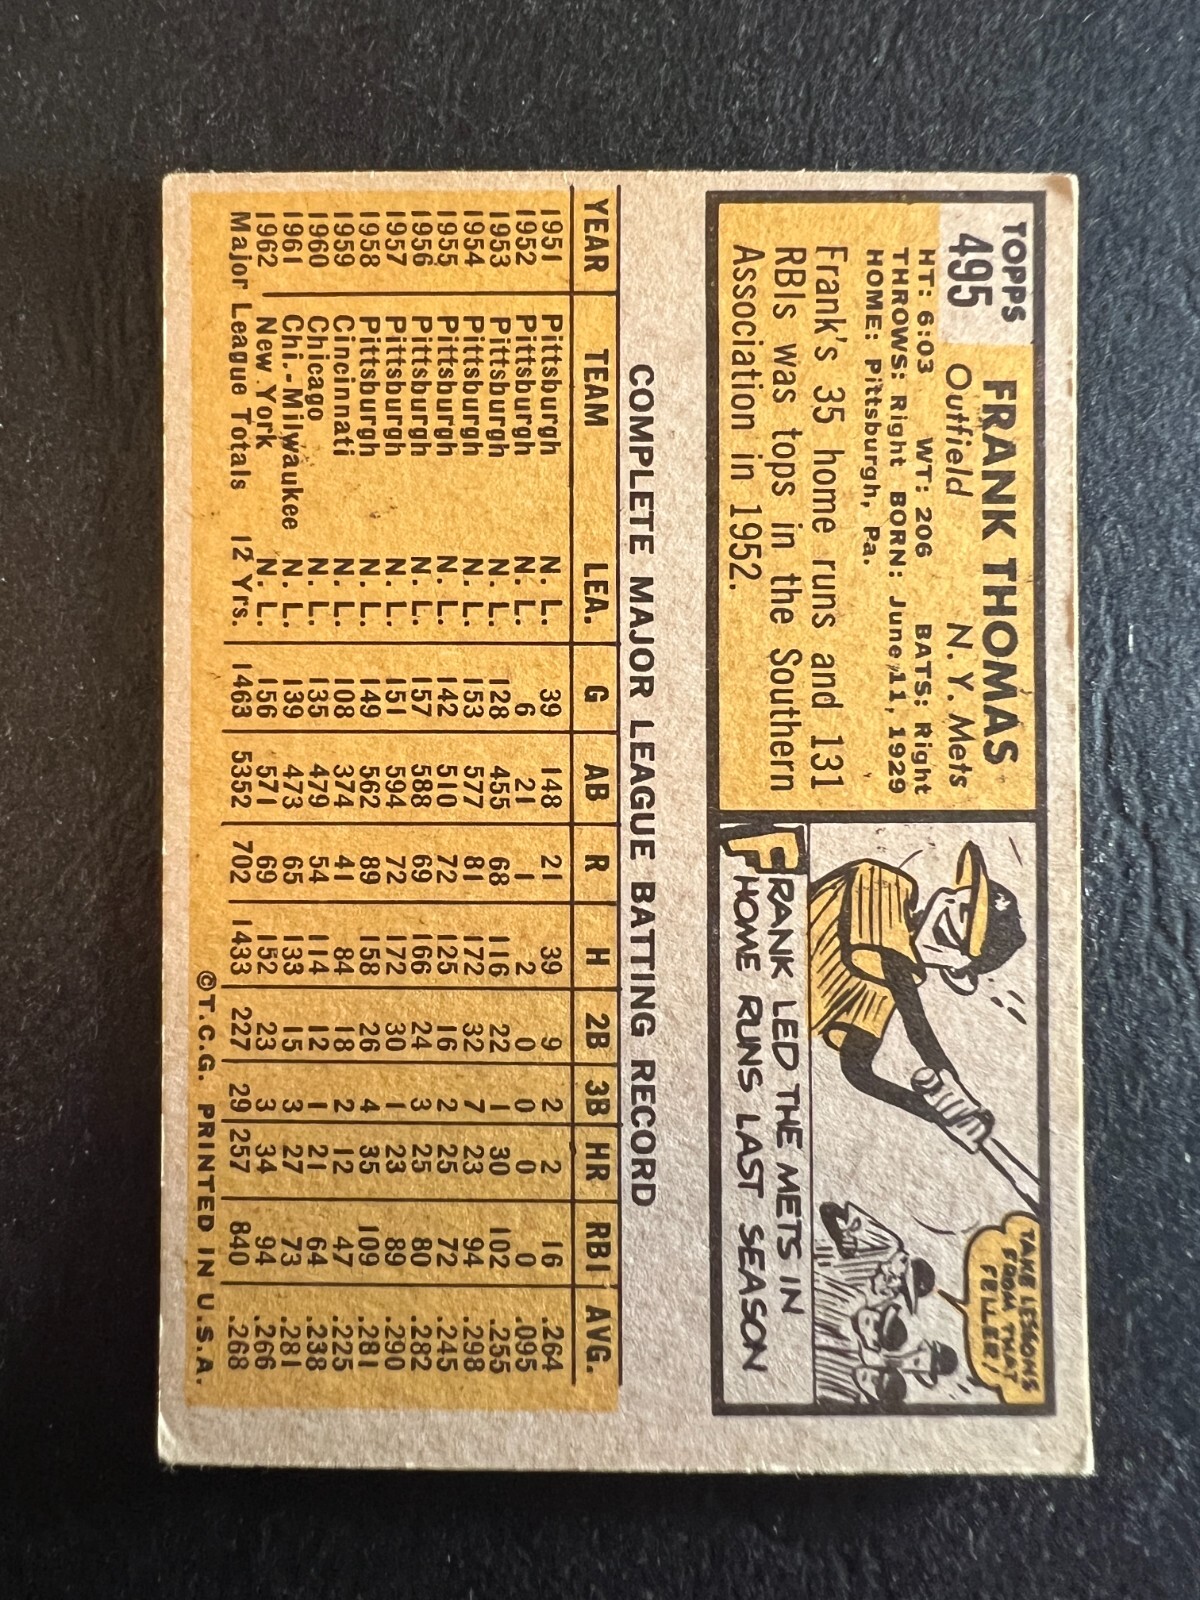 TOPPS
495
FRANK THOMAS
Outfield N. Y. Mets
HT: 6:03 WT: 206 BATS: Right
THROWS: Right BORN: June 11, 1929
HOME: Pittsburgh, Pa.
Frank's 35 home runs and 131
RBIs was tops in the Southern
Association in 1952.
TAKE LESSONS
FROM THAT
FELLER!
FRANK LED THE METS IN
HOME RUNS LAST SEASON
COMPLETE MAJOR LEAGUE BATTING RECORD
YEAR TEAM LEA. G AB R H 2B 3B HR RBI AVG.
1951 Pittsburgh N. L. 39 148 21 39 9 2 2 16 .264
1952 Pittsburgh N. L. 6 21 1 2 0 0 0 0 .095
1953 Pittsburgh N. L. 128 455 68 116 22 1 30 102 .255
1954 Pittsburgh N. L. 153 577 81 172 32 7 23 94 .298
1955 Pittsburgh N. L. 142 510 72 125 16 2 25 72 .245
1956 Pittsburgh N. L. 157 588 69 166 24 3 25 80 .282
1957 Pittsburgh N. L. 151 594 72 172 30 1 23 89 .290
1958 Pittsburgh N. L. 149 562 89 158 26 4 35 109 .281
1959 Cincinnati N. L. 108 374 41 84 18 2 12 47 .225
1960 Chicago N. L. 135 479 54 114 12 1 21 64 .238
1961 Chi.-Milwaukee N. L. 139 473 65 133 15 3 27 73 .281
1962 New York N. L. 156 571 69 152 23 3 34 94 .266
Major League Totals 12 Yrs. 1463 5352 702 1433 227 29 257 840 .268
©T.C.G. PRINTED IN U.S.A.